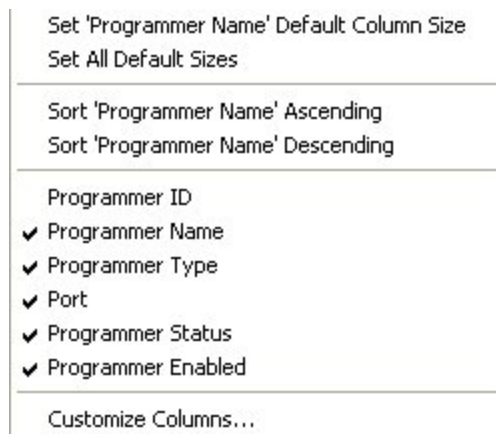 Set 'Programmer Name' Default Column Size
Set All Default Sizes
Sort 'Programmer Name' Ascending
Sort 'Programmer Name' Descending
Programmer ID
Programmer Name
Programmer Type
Port
Programmer Status
Programmer Enabled
Customize Columns...